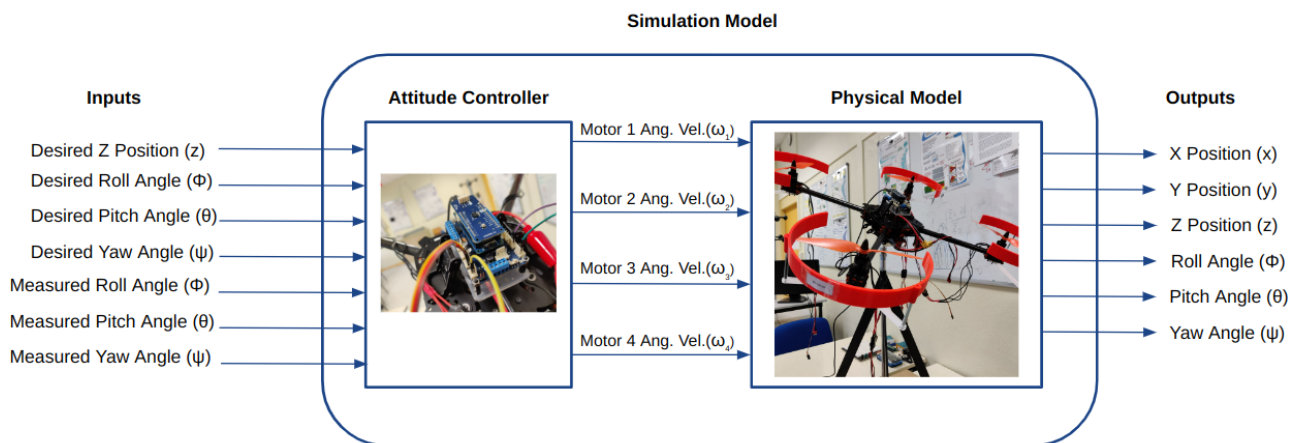 Simulation Model
Inputs
Attitude Controller
Physical Model
Outputs
Desired Z Position (z)
Desired Roll Angle (Φ)
Desired Pitch Angle (θ)
Desired Yaw Angle (ψ)
Measured Roll Angle (Φ)
Measured Pitch Angle (θ)
Measured Yaw Angle (ψ)
Motor 1 Ang. Vel.(ω₁)
Motor 2 Ang. Vel.(ω₂)
Motor 3 Ang. Vel.(ω₃)
Motor 4 Ang. Vel.(ω₄)
X Position (x)
Y Position (y)
Z Position (z)
Roll Angle (Φ)
Pitch Angle (θ)
Yaw Angle (ψ)